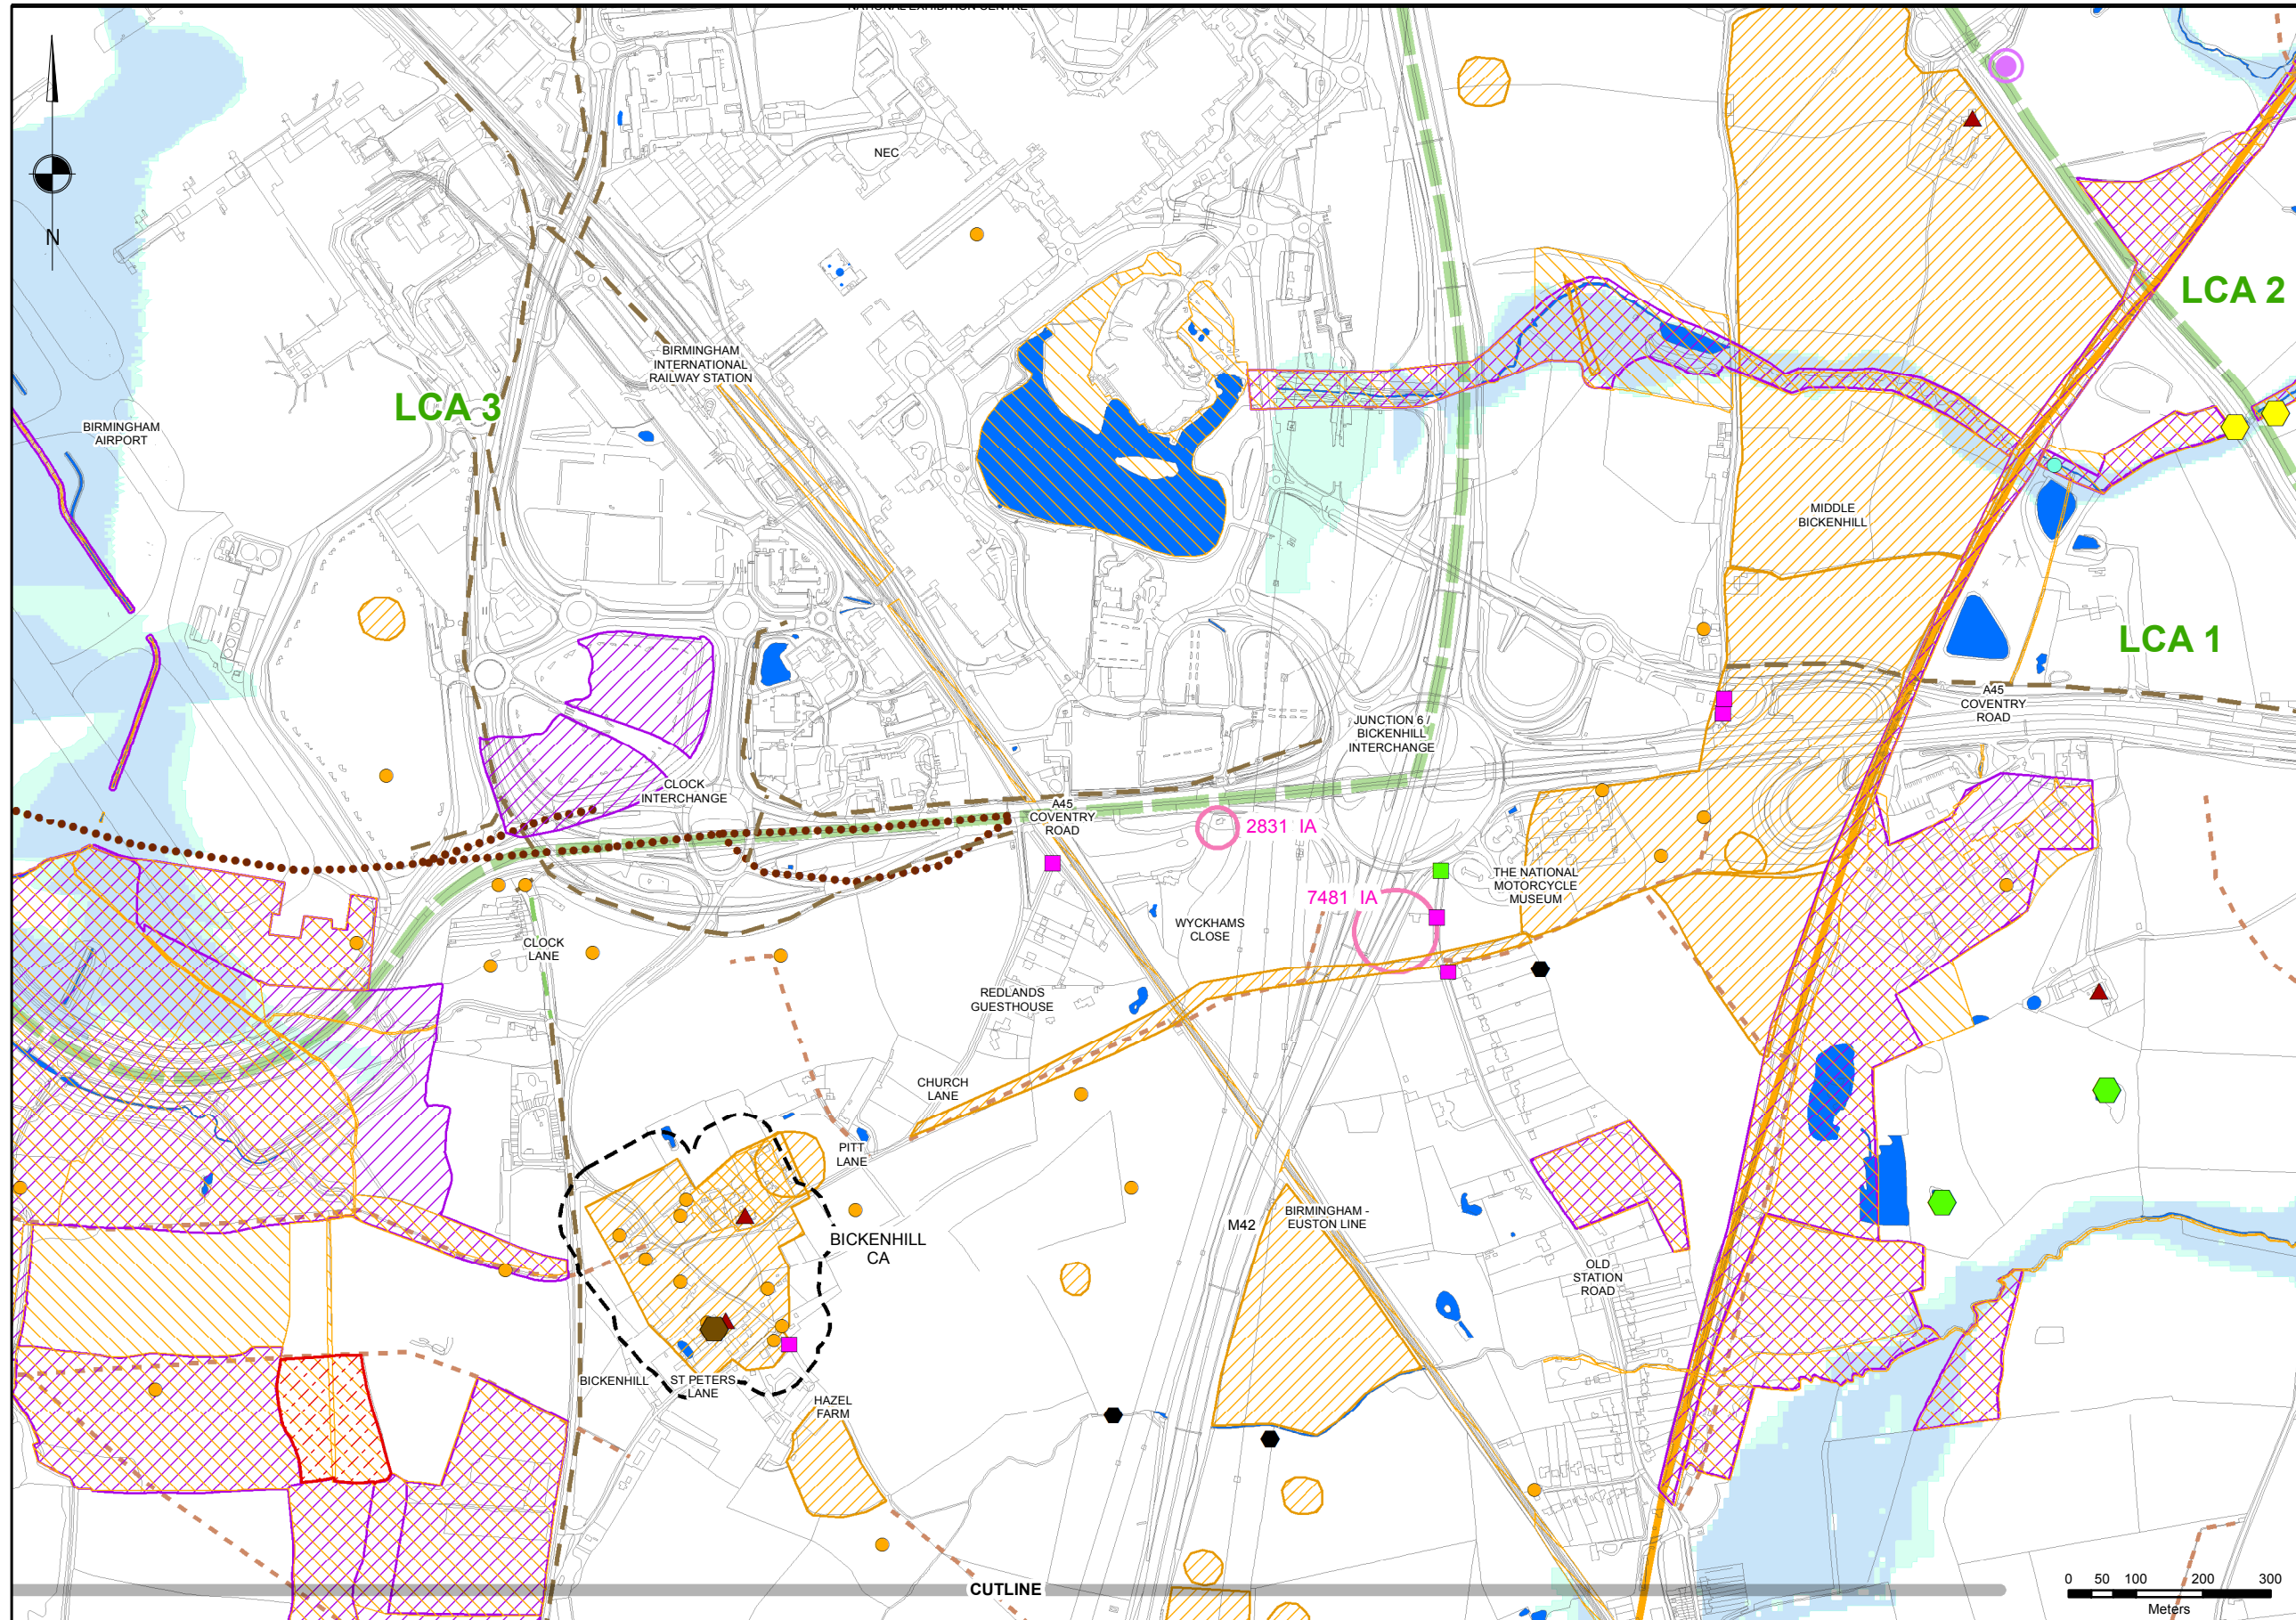 NATIONAL EXHIBITION CENTRE
N
NEC
LCA 2
BIRMINGHAM
INTERNATIONAL
RAILWAY STATION
LCA 3
BIRMINGHAM
AIRPORT
MIDDLE
BICKENHILL
LCA 1
A45
COVENTRY
ROAD
JUNCTION 6 /
BICKENHILL
INTERCHANGE
CLOCK
INTERCHANGE
A45
COVENTRY
ROAD
2831 IA
THE NATIONAL
MOTORCYCLE
MUSEUM
7481 IA
WYCKHAMS
CLOSE
CLOCK
LANE
REDLANDS
GUESTHOUSE
CHURCH
LANE
PITT
LANE
BICKENHILL
CA
M42
BIRMINGHAM -
EUSTON LINE
OLD
STATION
ROAD
BICKENHILL
ST PETERS
LANE
HAZEL
FARM
CUTLINE
0 50 100 200 300
Meters